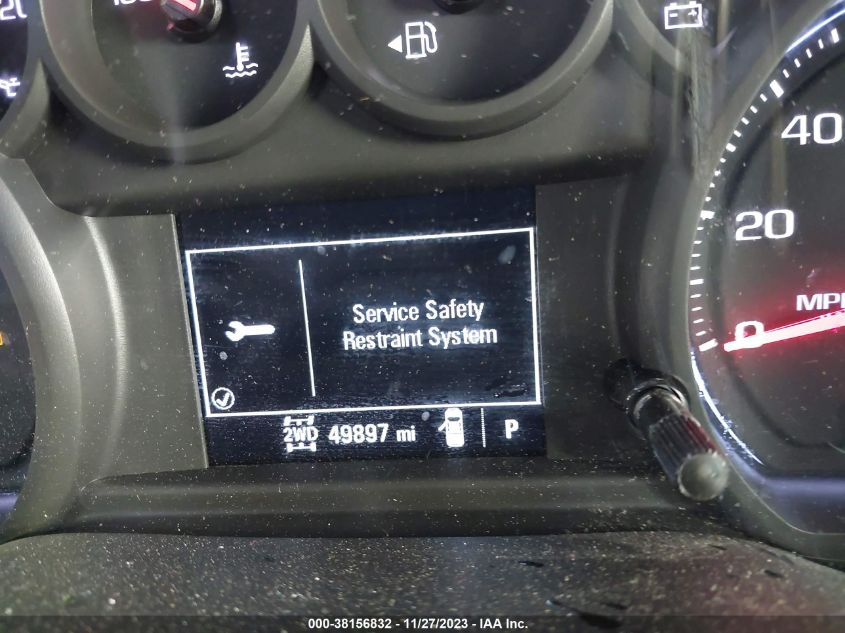 40
20
0
MPH
Service Safety
Restraint System
2WD 49897 mi P
000-38156832 - 11/27/2023 - IAA Inc.